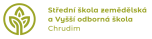 Střední škola zemědělská
a Vyšší odborná škola
Chrudim